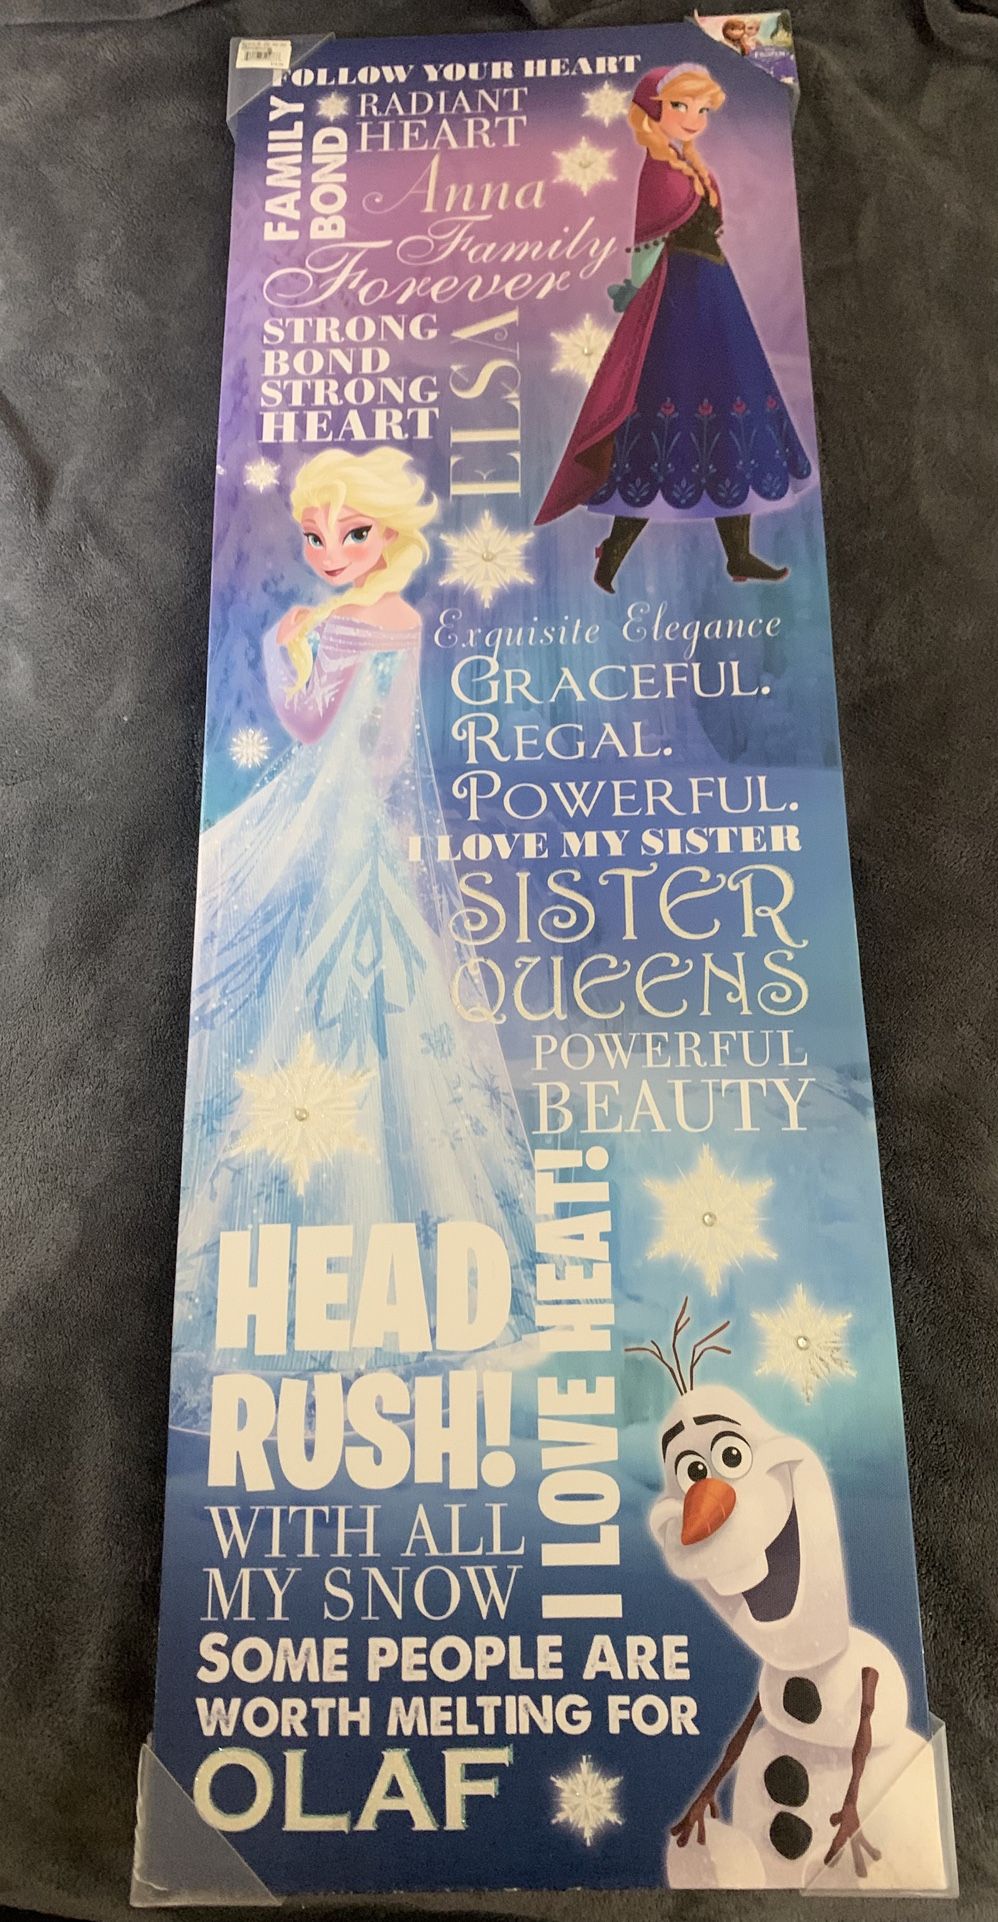 FOLLOW YOUR HEART
FAMILY
BOND
RADIANT
HEART
Anna
Family
Forever
STRONG
BOND
STRONG
HEART
ELSA
Exquisite Elegance
GRACEFUL.
REGAL.
POWERFUL.
I LOVE MY SISTER
SISTER
QUEENS
POWERFUL
BEAUTY
HEAD
RUSH!
I LOVE HEAT!
WITH ALL
MY SNOW
SOME PEOPLE ARE
WORTH MELTING FOR
OLAF
FROZEN